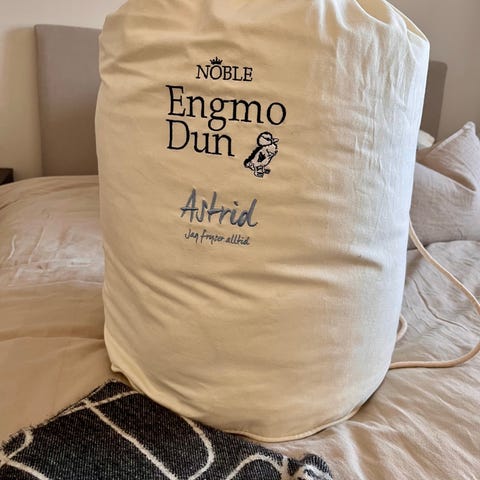 NOBLE
Engmo
Dun
Astrid
Jag fryser alltid